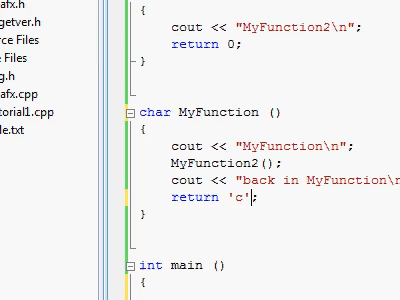 afx.h
getver.h
rce Files
e Files
g.h
afx.cpp
torial1.cpp
le.txt
{
cout << "MyFunction2\n";
return 0;
}
char MyFunction ()
{
cout << "MyFunction\n";
MyFunction2();
cout << "back in MyFunction\n
return 'c';
}
int main ()
{